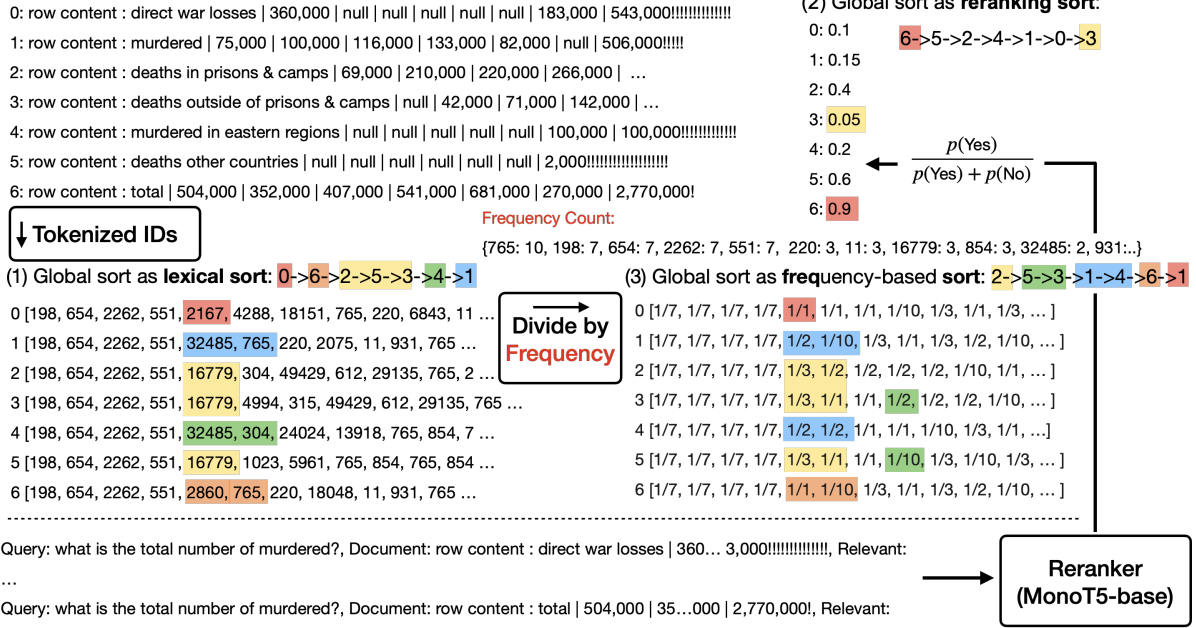 0: row content : direct war losses | 360,000 | null | null | null | null | 183,000 | 543,000!!!!!!!!!!!!!!
1: row content : murdered | 75,000 | 100,000 | 116,000 | 133,000 | 82,000 | null | 506,000!!!!!
2: row content : deaths in prisons & camps | 69,000 | 210,000 | 220,000 | 266,000 | …
3: row content : deaths outside of prisons & camps | null | 42,000 | 71,000 | 142,000 | …
4: row content : murdered in eastern regions | null | null | null | null | null | 100,000 | 100,000!!!!!!!!!!!!!
5: row content : deaths other countries | null | null | null | null | null | null | 2,000!!!!!!!!!!!!!!!!!!!
6: row content : total | 504,000 | 352,000 | 407,000 | 541,000 | 681,000 | 270,000 | 2,770,000!
(2) Global sort as reranking sort:
6->5->2->4->1->0->3
0: 0.1
1: 0.15
2: 0.4
3: 0.05
4: 0.2
5: 0.6
6: 0.9
p(Yes)
p(Yes) + p(No)
↓ Tokenized IDs
Frequency Count:
{765: 10, 198: 7, 654: 7, 2262: 7, 551: 7, 220: 3, 11: 3, 16779: 3, 854: 3, 32485: 2, 931:..}
(1) Global sort as lexical sort: 0->6->2->5->3->4->1
0 [198, 654, 2262, 551, 2167, 4288, 18151, 765, 220, 6843, 11 …
1 [198, 654, 2262, 551, 32485, 765, 220, 2075, 11, 931, 765 …
2 [198, 654, 2262, 551, 16779, 304, 49429, 612, 29135, 765, 2 …
3 [198, 654, 2262, 551, 16779, 4994, 315, 49429, 612, 29135, 765 …
4 [198, 654, 2262, 551, 32485, 304, 24024, 13918, 765, 854, 7 …
5 [198, 654, 2262, 551, 16779, 1023, 5961, 765, 854, 765, 854 …
6 [198, 654, 2262, 551, 2860, 765, 220, 18048, 11, 931, 765 …
Divide by
Frequency
(3) Global sort as frequency-based sort: 2->5->3->1->4->6->1
0 [1/7, 1/7, 1/7, 1/7, 1/1, 1/1, 1/1, 1/10, 1/3, 1/1, 1/3, … ]
1 [1/7, 1/7, 1/7, 1/7, 1/2, 1/10, 1/3, 1/1, 1/3, 1/2, 1/10, … ]
2 [1/7, 1/7, 1/7, 1/7, 1/3, 1/2, 1/2, 1/2, 1/2, 1/10, 1/1, … ]
3 [1/7, 1/7, 1/7, 1/7, 1/3, 1/1, 1/1, 1/2, 1/2, 1/2, 1/10, … ]
4 [1/7, 1/7, 1/7, 1/7, 1/2, 1/2, 1/1, 1/1, 1/10, 1/3, 1/1, …]
5 [1/7, 1/7, 1/7, 1/7, 1/3, 1/1, 1/1, 1/10, 1/3, 1/10, 1/3, … ]
6 [1/7, 1/7, 1/7, 1/7, 1/1, 1/10, 1/3, 1/1, 1/3, 1/2, 1/10, … ]
Query: what is the total number of murdered?, Document: row content : direct war losses | 360… 3,000!!!!!!!!!!!!!!, Relevant:
…
Query: what is the total number of murdered?, Document: row content : total | 504,000 | 35…000 | 2,770,000!, Relevant:
Reranker
(MonoT5-base)